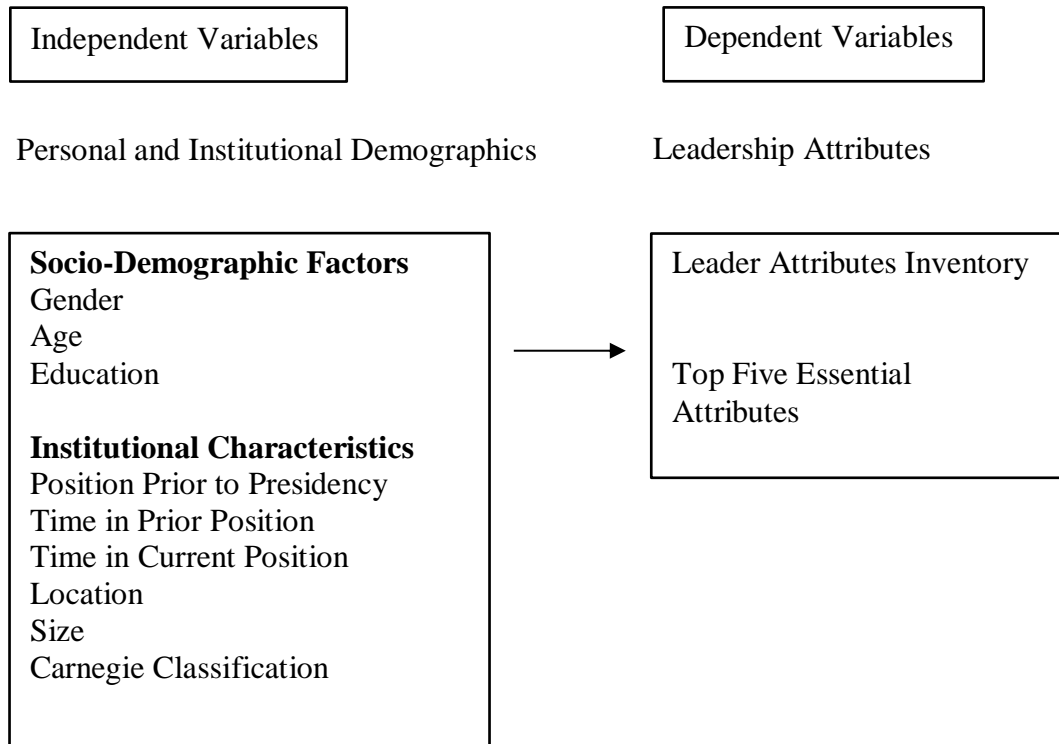 Independent Variables
Dependent Variables
Personal and Institutional Demographics
Leadership Attributes
Socio-Demographic Factors
Gender
Age
Education
Institutional Characteristics
Position Prior to Presidency
Time in Prior Position
Time in Current Position
Location
Size
Carnegie Classification
Leader Attributes Inventory
Top Five Essential
Attributes